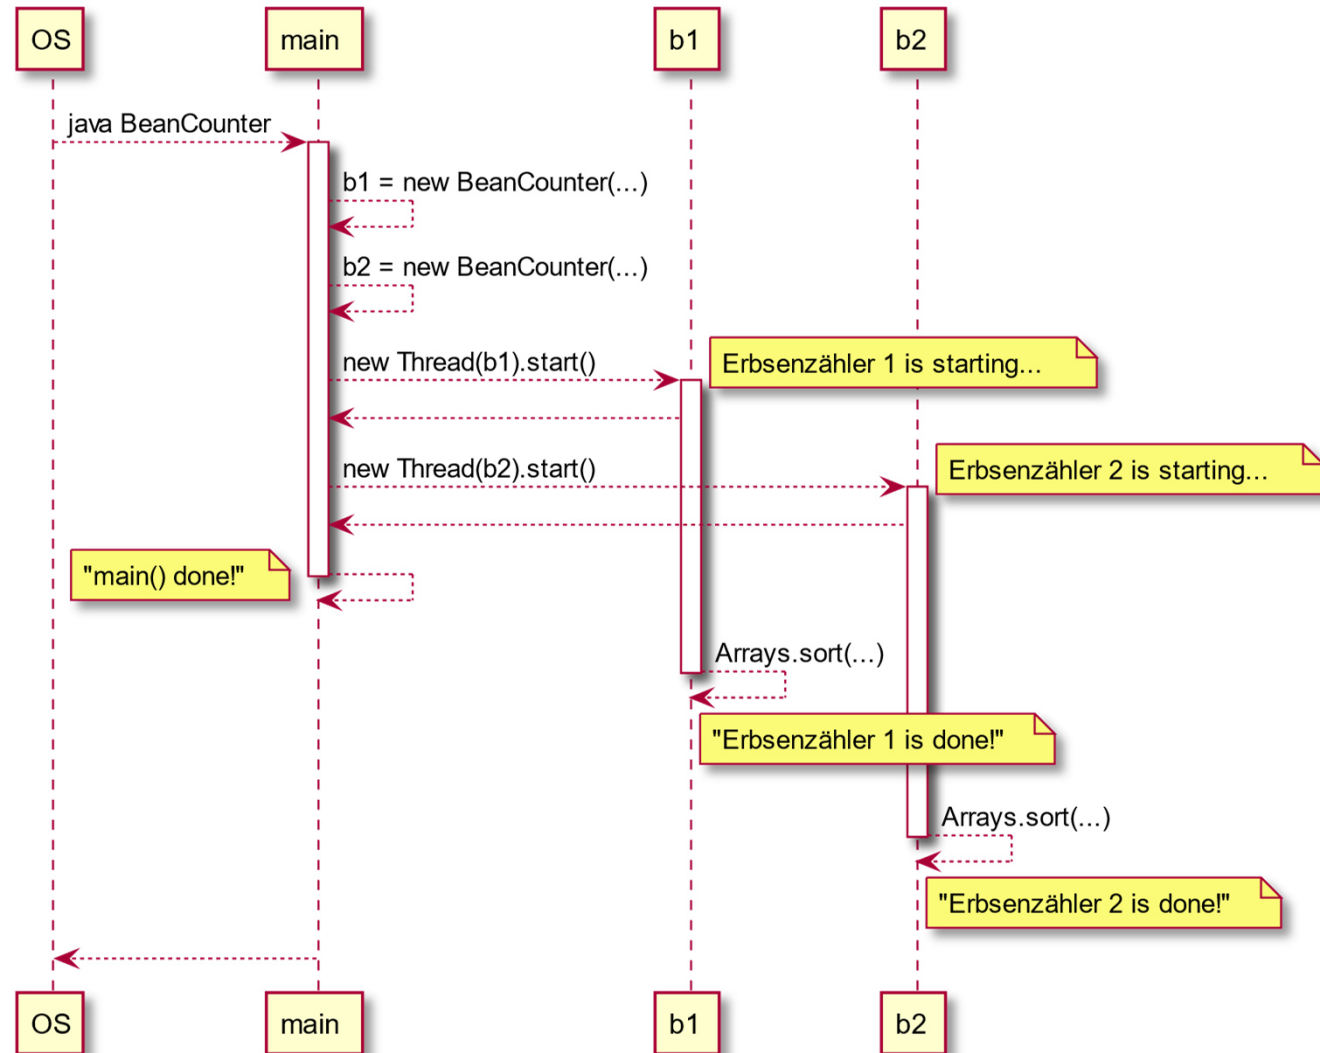 OS
main
b1
b2
java BeanCounter
b1 = new BeanCounter(...)
b2 = new BeanCounter(...)
new Thread(b1).start()
Erbsenzähler 1 is starting...
new Thread(b2).start()
Erbsenzähler 2 is starting...
"main() done!"
Arrays.sort(...)
"Erbsenzähler 1 is done!"
Arrays.sort(...)
"Erbsenzähler 2 is done!"
OS
main
b1
b2